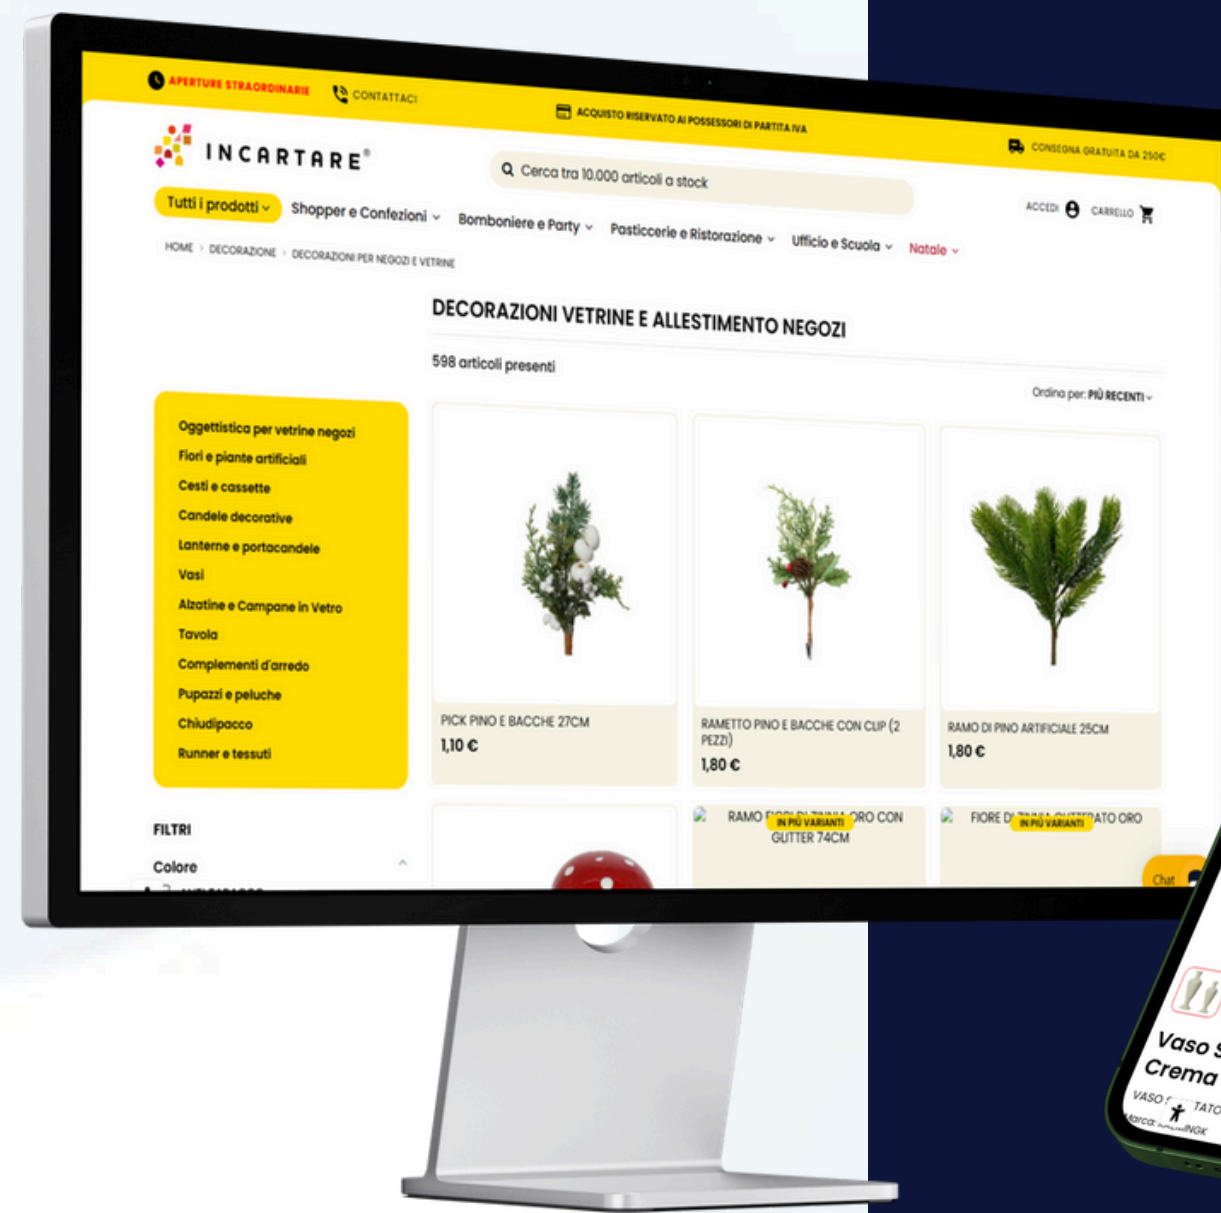 APERTURE STRAORDINARIE
CONTATTACI
ACQUISTO RISERVATO AI POSSESSORI DI PARTITA IVA
CONSEGNA GRATUITA DA 250€
INCARTARE®
Cerca tra 10.000 articoli a stock
ACCEDI
CARRELLO
Tutti i prodotti
Shopper e Confezioni
Bomboniere e Party
Pasticcerie e Ristorazione
Ufficio e Scuola
Natale
HOME > DECORAZIONE > DECORAZIONI PER NEGOZI E VETRINE
DECORAZIONI VETRINE E ALLESTIMENTO NEGOZI
598 articoli presenti
Ordina per: PIÙ RECENTI
Oggettistica per vetrine negozi
Fiori e piante artificiali
Cesti e cassette
Candele decorative
Lanterne e portacandele
Vasi
Alzatine e Campane in Vetro
Tavola
Complementi d'arredo
Pupazzi e peluche
Chiudipacco
Runner e tessuti
FILTRI
Colore
PICK PINO E BACCHE 27CM
1,10 €
RAMETTO PINO E BACCHE CON CLIP (2
PEZZI)
1,80 €
RAMO DI PINO ARTIFICIALE 25CM
1,80 €
RAMO ORO CON
IN PIÙ VARIANTI
GLITTER 74CM
FIORE ORO
IN PIÙ VARIANTI
Chat
Vaso
Crema
VASO
Marca: